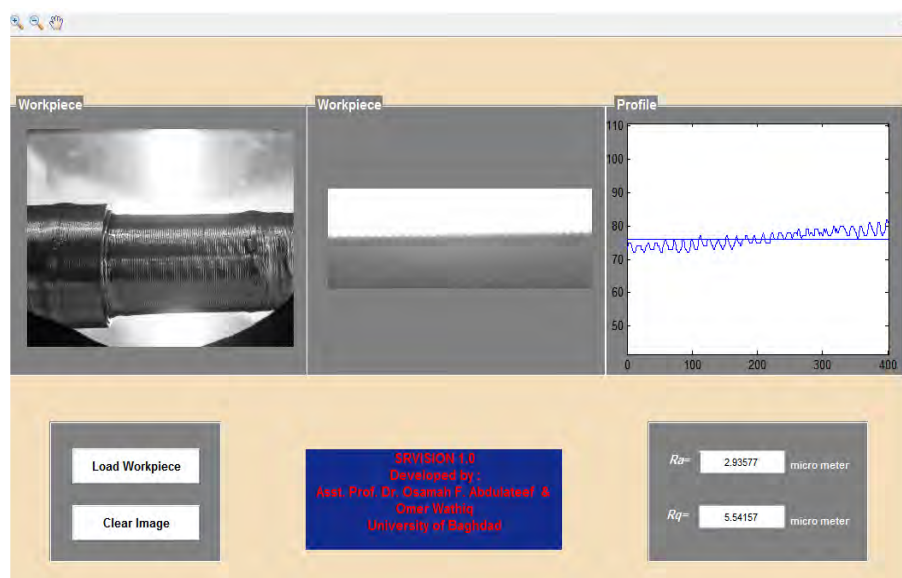 Workpiece
Workpiece
Profile
110
100
90
80
70
60
50
0 100 200 300 400
Load Workpiece
Clear Image
SRVISION 1.0
Developed by :
Asst. Prof. Dr. Osamah F. Abdulateef &
Omar Wathiq
University of Baghdad
Ra= 2.93577 micro meter
Rq= 5.54157 micro meter